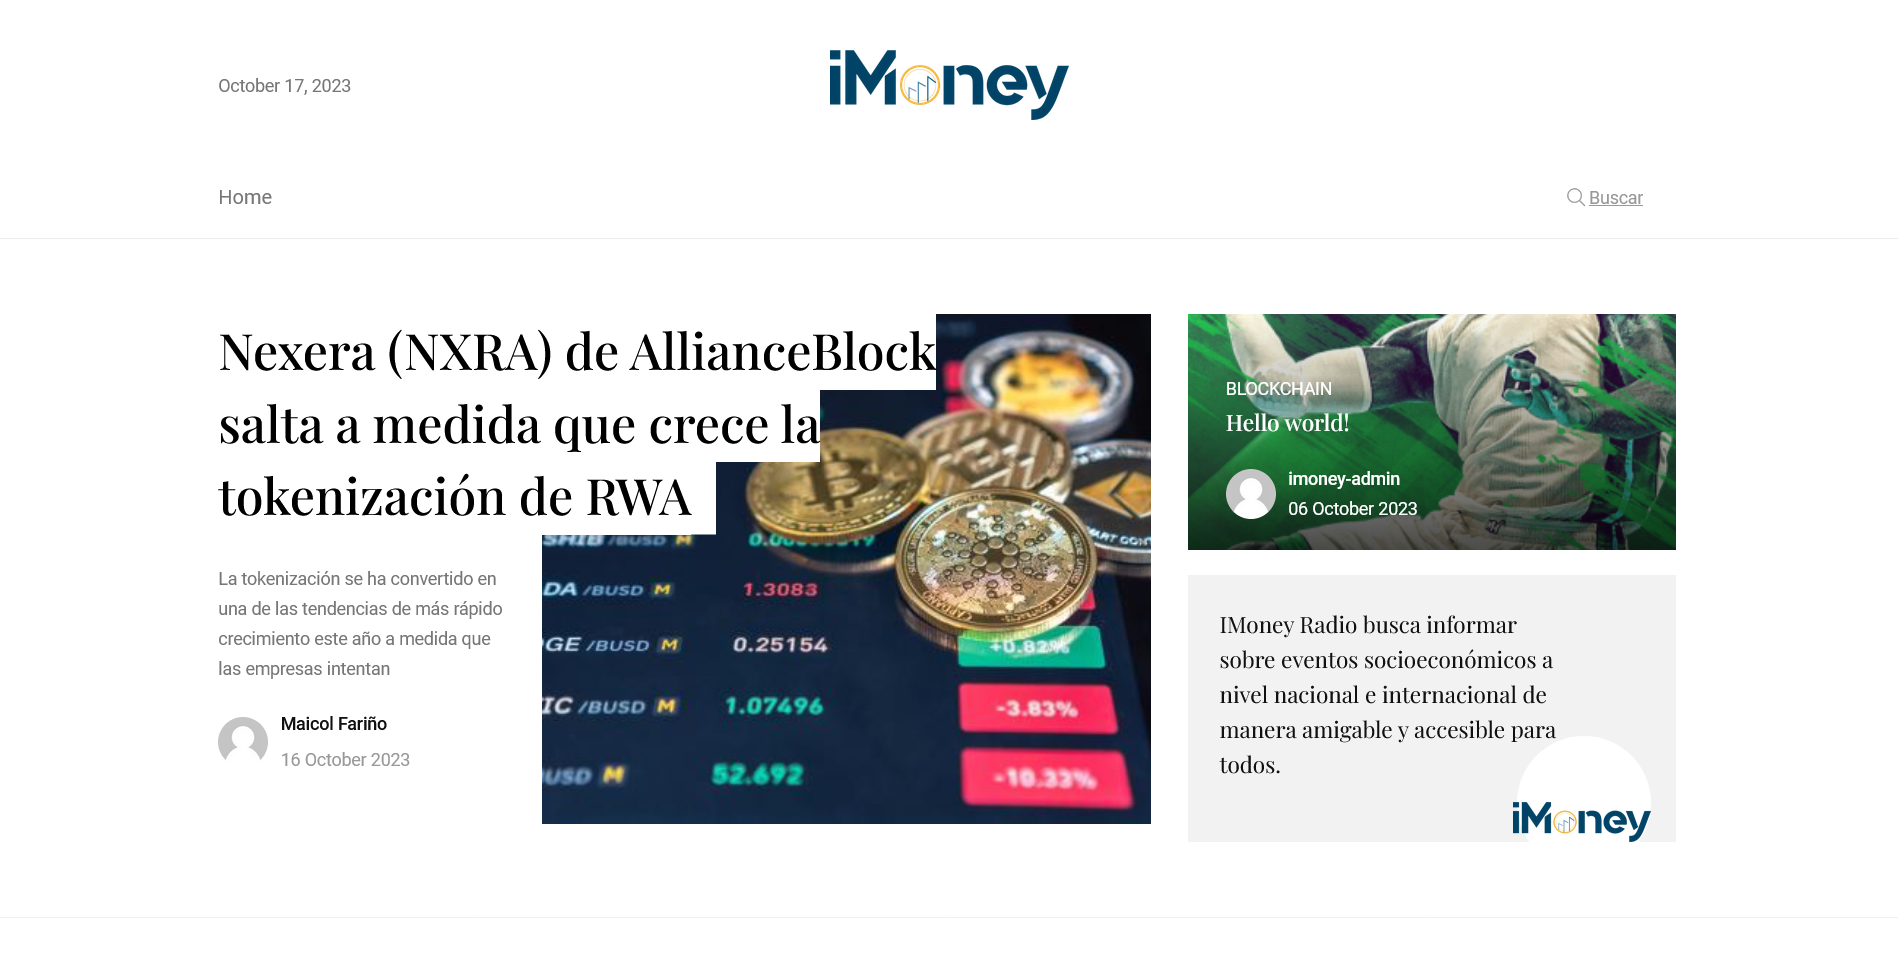 October 17, 2023
iMoney
Home
Buscar
Nexera (NXRA) de AllianceBlock
salta a medida que crece la
tokenización de RWA
La tokenización se ha convertido en
una de las tendencias de más rápido
crecimiento este año a medida que
las empresas intentan
Maicol Fariño
16 October 2023
SHIB /BUSD M
DA /BUSD M 1.3083
GE /BUSD M 0.25154 +0.82%
IC /BUSD M 1.07496 -3.83%
USD M 52.692 -10.33%
BLOCKCHAIN
Hello world!
imoney-admin
06 October 2023
IMoney Radio busca informar
sobre eventos socioeconómicos a
nivel nacional e internacional de
manera amigable y accesible para
todos.
iMoney